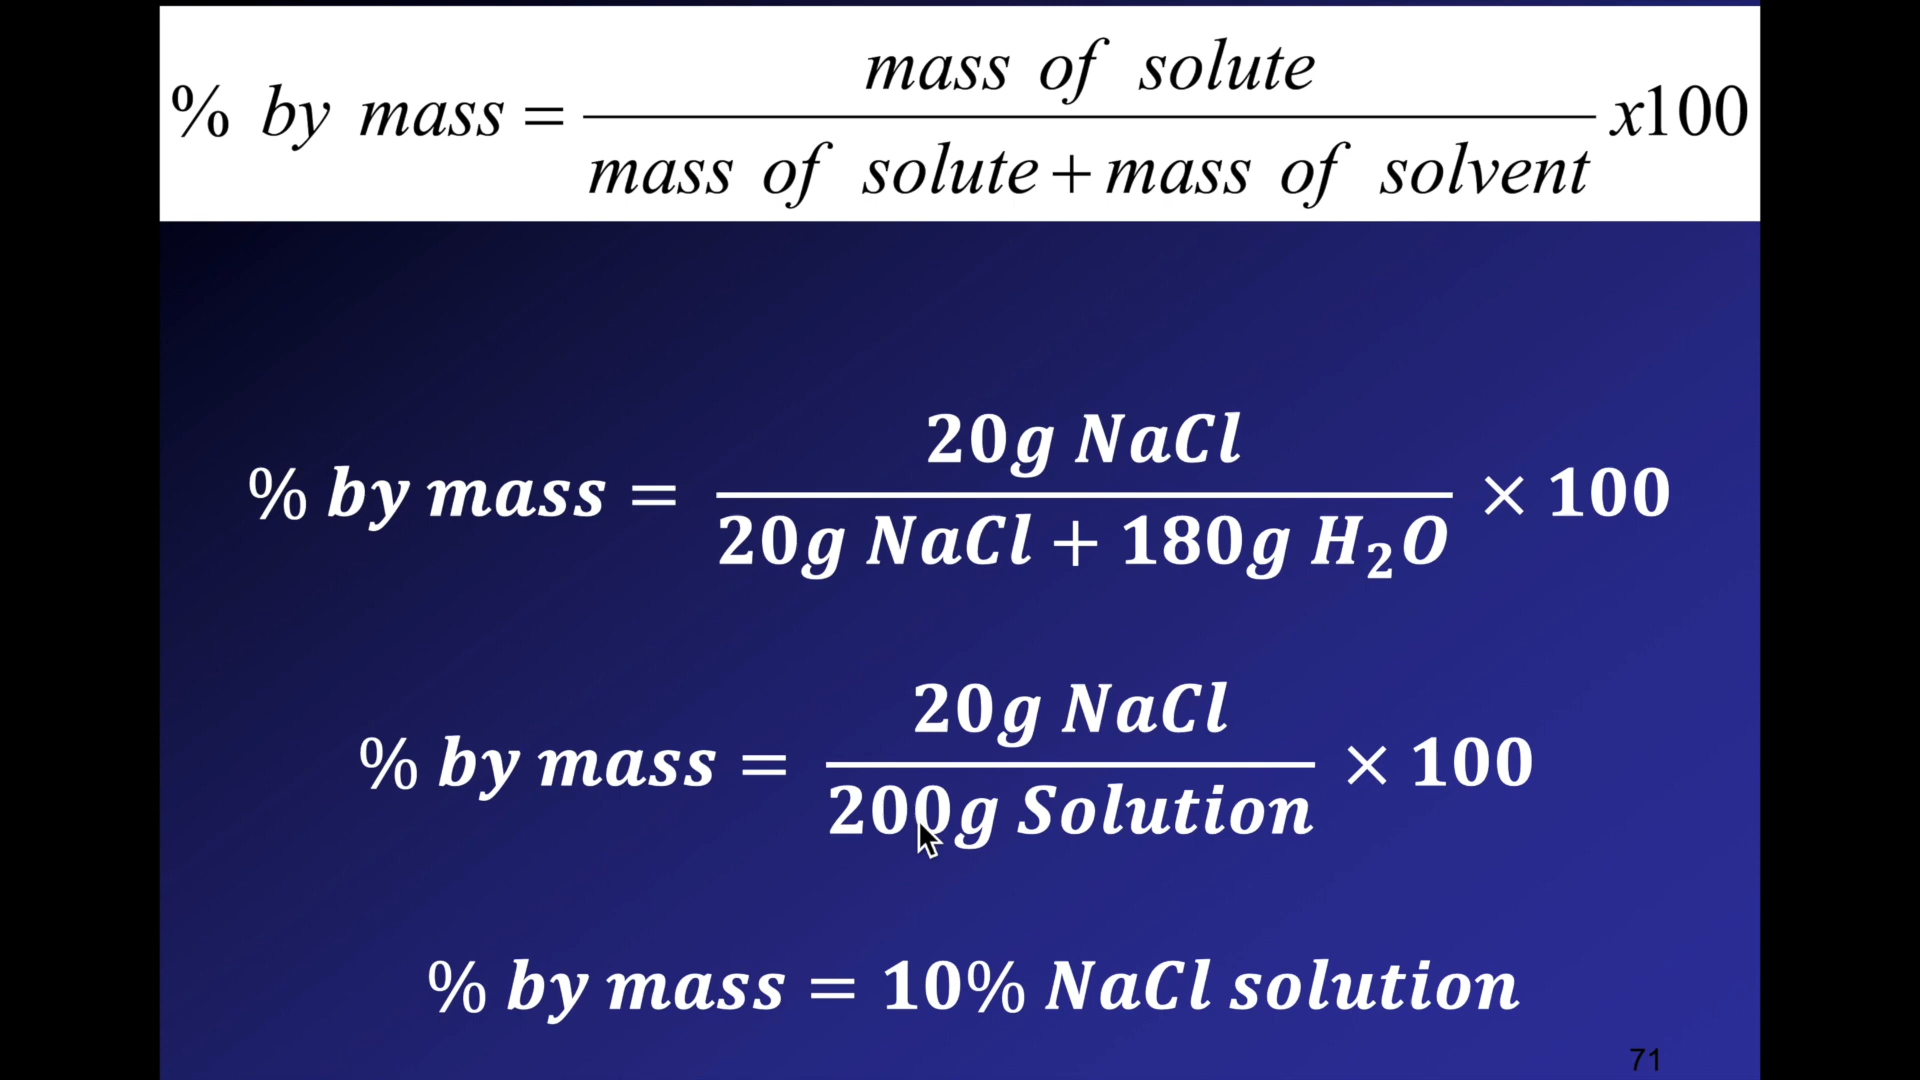 % by mass = mass of solute / mass of solute + mass of solvent x100
% by mass = 20g NaCl / 20g NaCl + 180g H₂O × 100
% by mass = 20g NaCl / 200g Solution × 100
% by mass = 10% NaCl solution
71